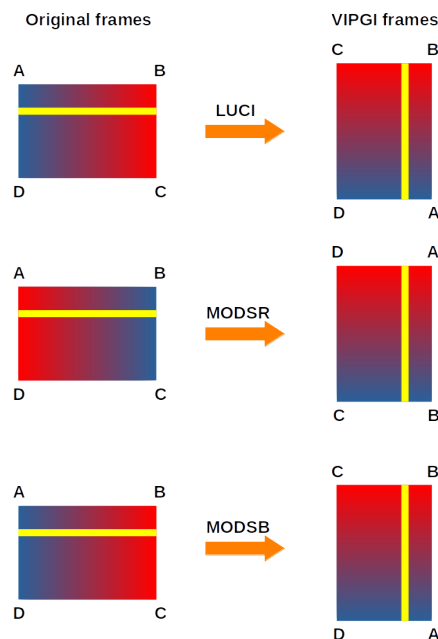 Original frames
VIPGI frames
A B
D C
LUCI
C B
D A
A B
D C
MODSR
D A
C B
A B
D C
MODSB
C B
D A